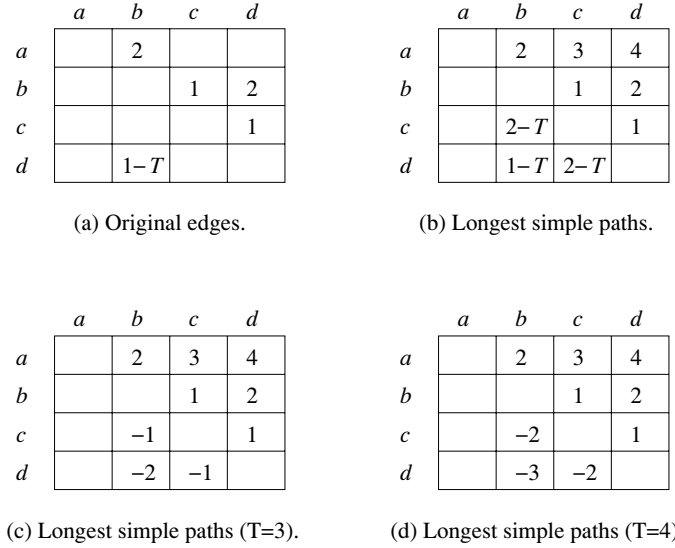 a b c d
a 2
b 1 2
c 1
d 1−T
(a) Original edges.
a b c d
a 2 3 4
b 1 2
c 2−T 1
d 1−T 2−T
(b) Longest simple paths.
a b c d
a 2 3 4
b 1 2
c −1 1
d −2 −1
(c) Longest simple paths (T=3).
a b c d
a 2 3 4
b 1 2
c −2 1
d −3 −2
(d) Longest simple paths (T=4)